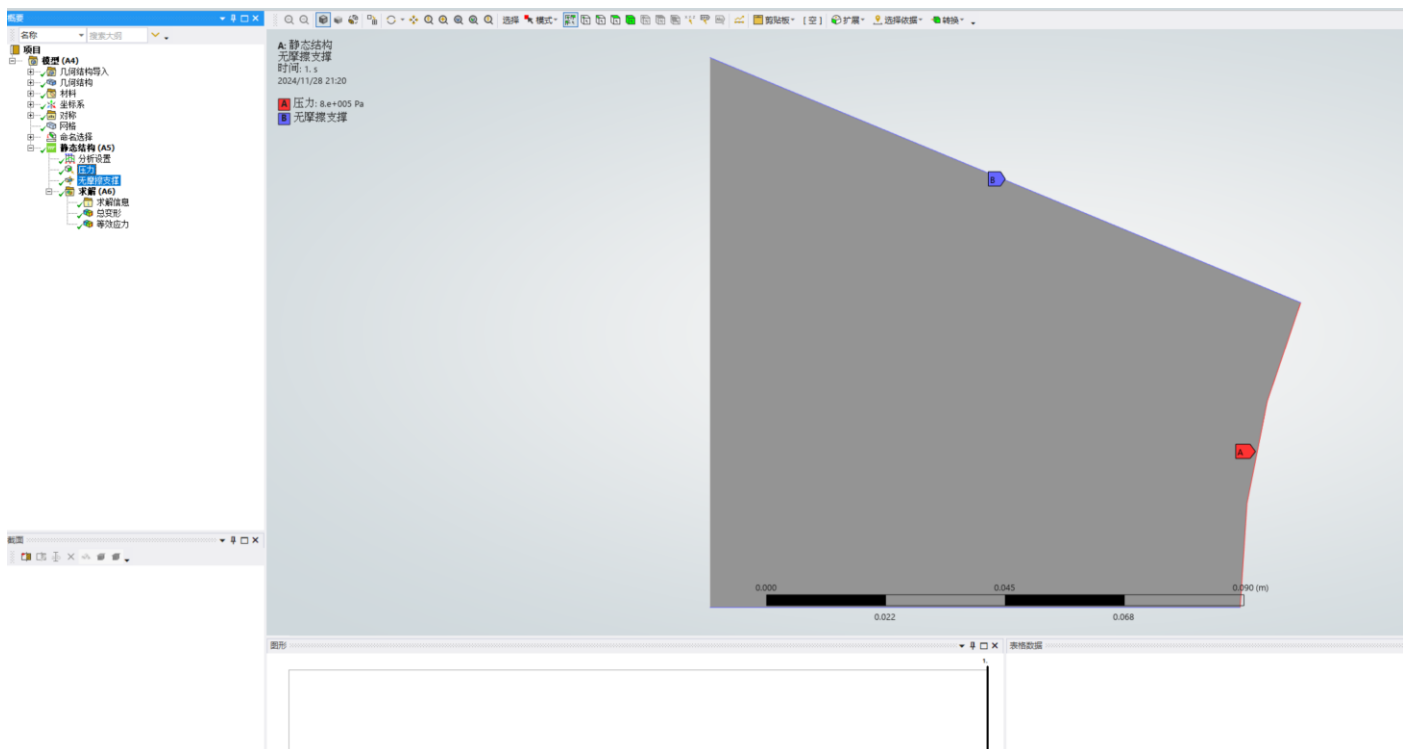 概要
名称 搜索大纲
项目
模型 (A4)
几何结构导入
几何结构
材料
坐标系
对称
网格
命名选择
静态结构 (A5)
分析设置
压力
无摩擦支撑
求解 (A6)
求解信息
总变形
等效应力
截面
选择 模式 剪贴板 [空] 扩展 选择依据 转换
A: 静态结构
无摩擦支撑
时间: 1. s
2024/11/28 21:20
A 压力: 8.e+005 Pa
B 无摩擦支撑
B
A
0.000 0.045 0.090 (m)
0.022 0.068
图形
表格数据
1.